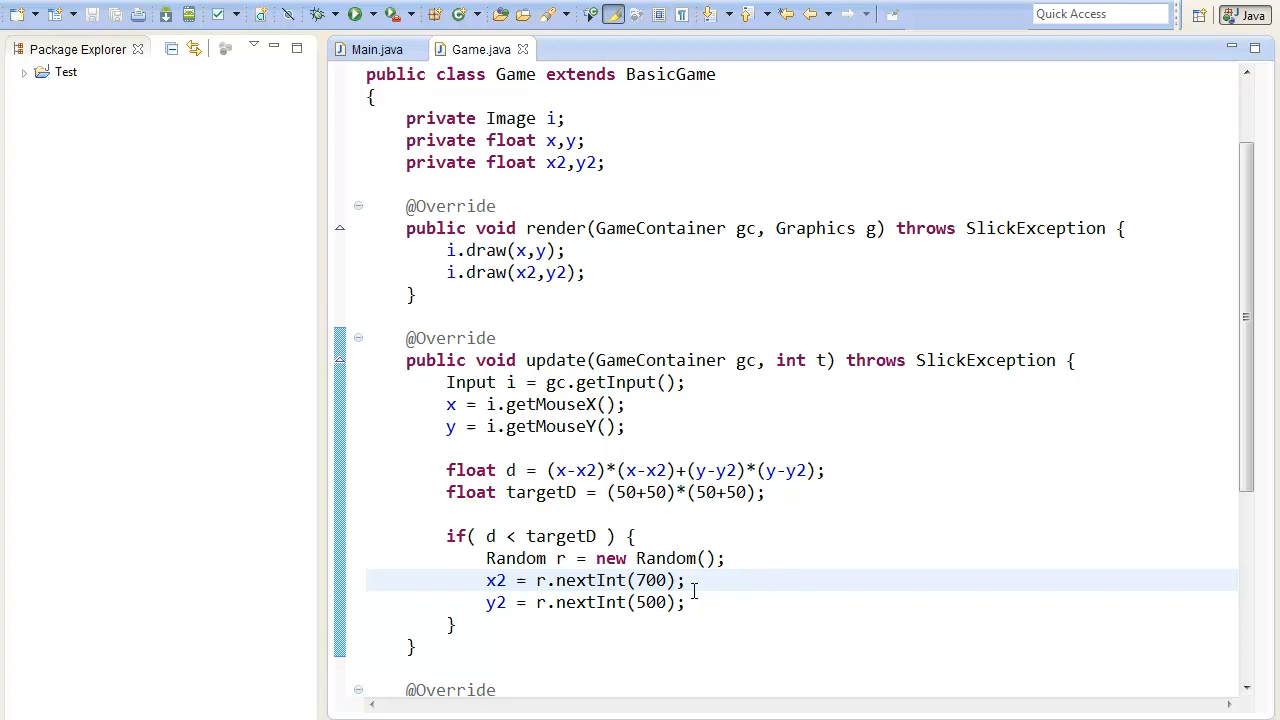 Quick Access
Java
Package Explorer
Test
Main.java
Game.java
public class Game extends BasicGame
{
private Image i;
private float x,y;
private float x2,y2;
@Override
public void render(GameContainer gc, Graphics g) throws SlickException {
i.draw(x,y);
i.draw(x2,y2);
}
@Override
public void update(GameContainer gc, int t) throws SlickException {
Input i = gc.getInput();
x = i.getMouseX();
y = i.getMouseY();
float d = (x-x2)*(x-x2)+(y-y2)*(y-y2);
float targetD = (50+50)*(50+50);
if( d < targetD ) {
Random r = new Random();
x2 = r.nextInt(700);
y2 = r.nextInt(500);
}
}
@Override